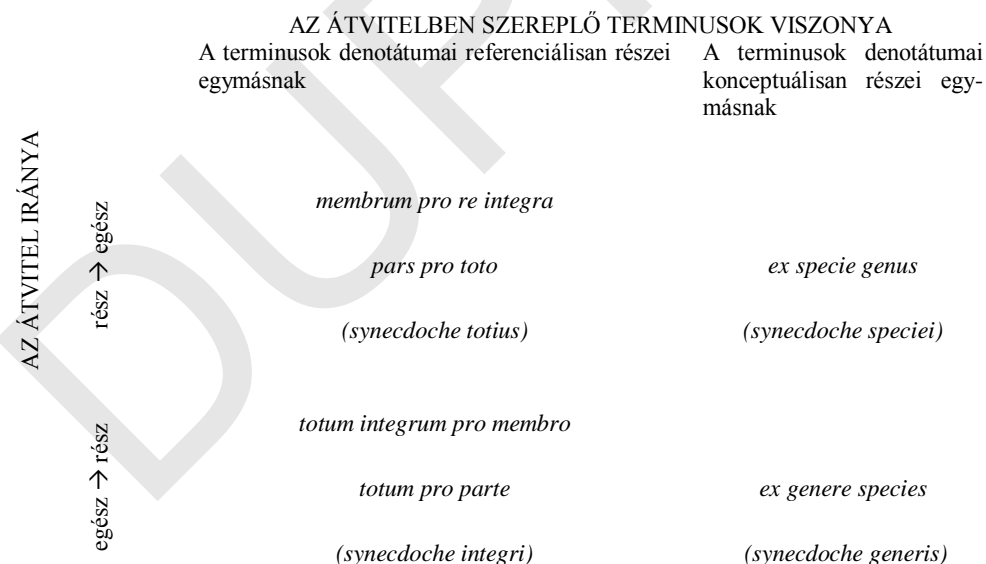 AZ ÁTVITELBEN SZEREPLŐ TERMINUSOK VISZONYA
A terminusok denotátumai referenciálisan részei
egymásnak
A terminusok denotátumai
konceptuálisan részei egy-
másnak
AZ ÁTVITEL IRÁNYA
rész → egész
membrum pro re integra
pars pro toto
ex specie genus
(synecdoche totius)
(synecdoche speciei)
egész → rész
totum integrum pro membro
totum pro parte
ex genere species
(synecdoche integri)
(synecdoche generis)